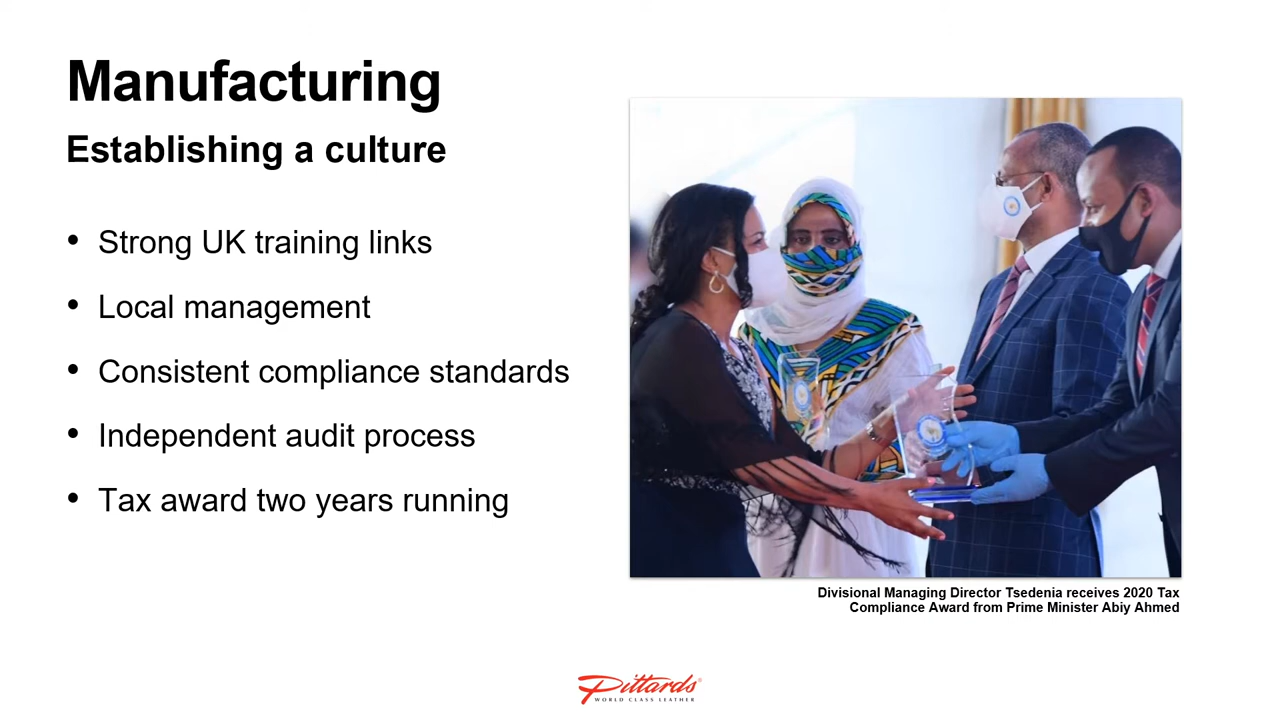 Manufacturing
Establishing a culture
• Strong UK training links
• Local management
• Consistent compliance standards
• Independent audit process
• Tax award two years running
Divisional Managing Director Tsedenia receives 2020 Tax
Compliance Award from Prime Minister Abiy Ahmed
Pittards®
WORLD CLASS LEATHER